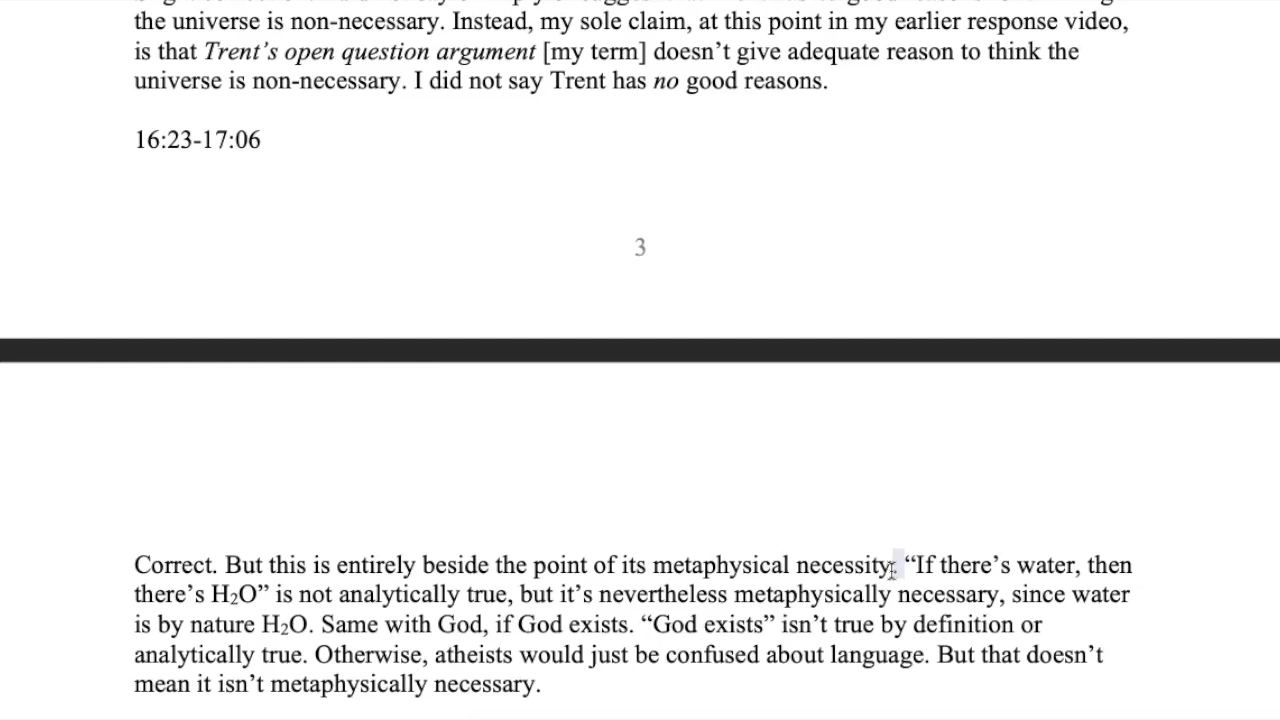 the universe is non-necessary. Instead, my sole claim, at this point in my earlier response video,
is that Trent’s open question argument [my term] doesn’t give adequate reason to think the
universe is non-necessary. I did not say Trent has no good reasons.
16:23-17:06
3
Correct. But this is entirely beside the point of its metaphysical necessity. “If there’s water, then
there’s H₂O” is not analytically true, but it’s nevertheless metaphysically necessary, since water
is by nature H₂O. Same with God, if God exists. “God exists” isn’t true by definition or
analytically true. Otherwise, atheists would just be confused about language. But that doesn’t
mean it isn’t metaphysically necessary.